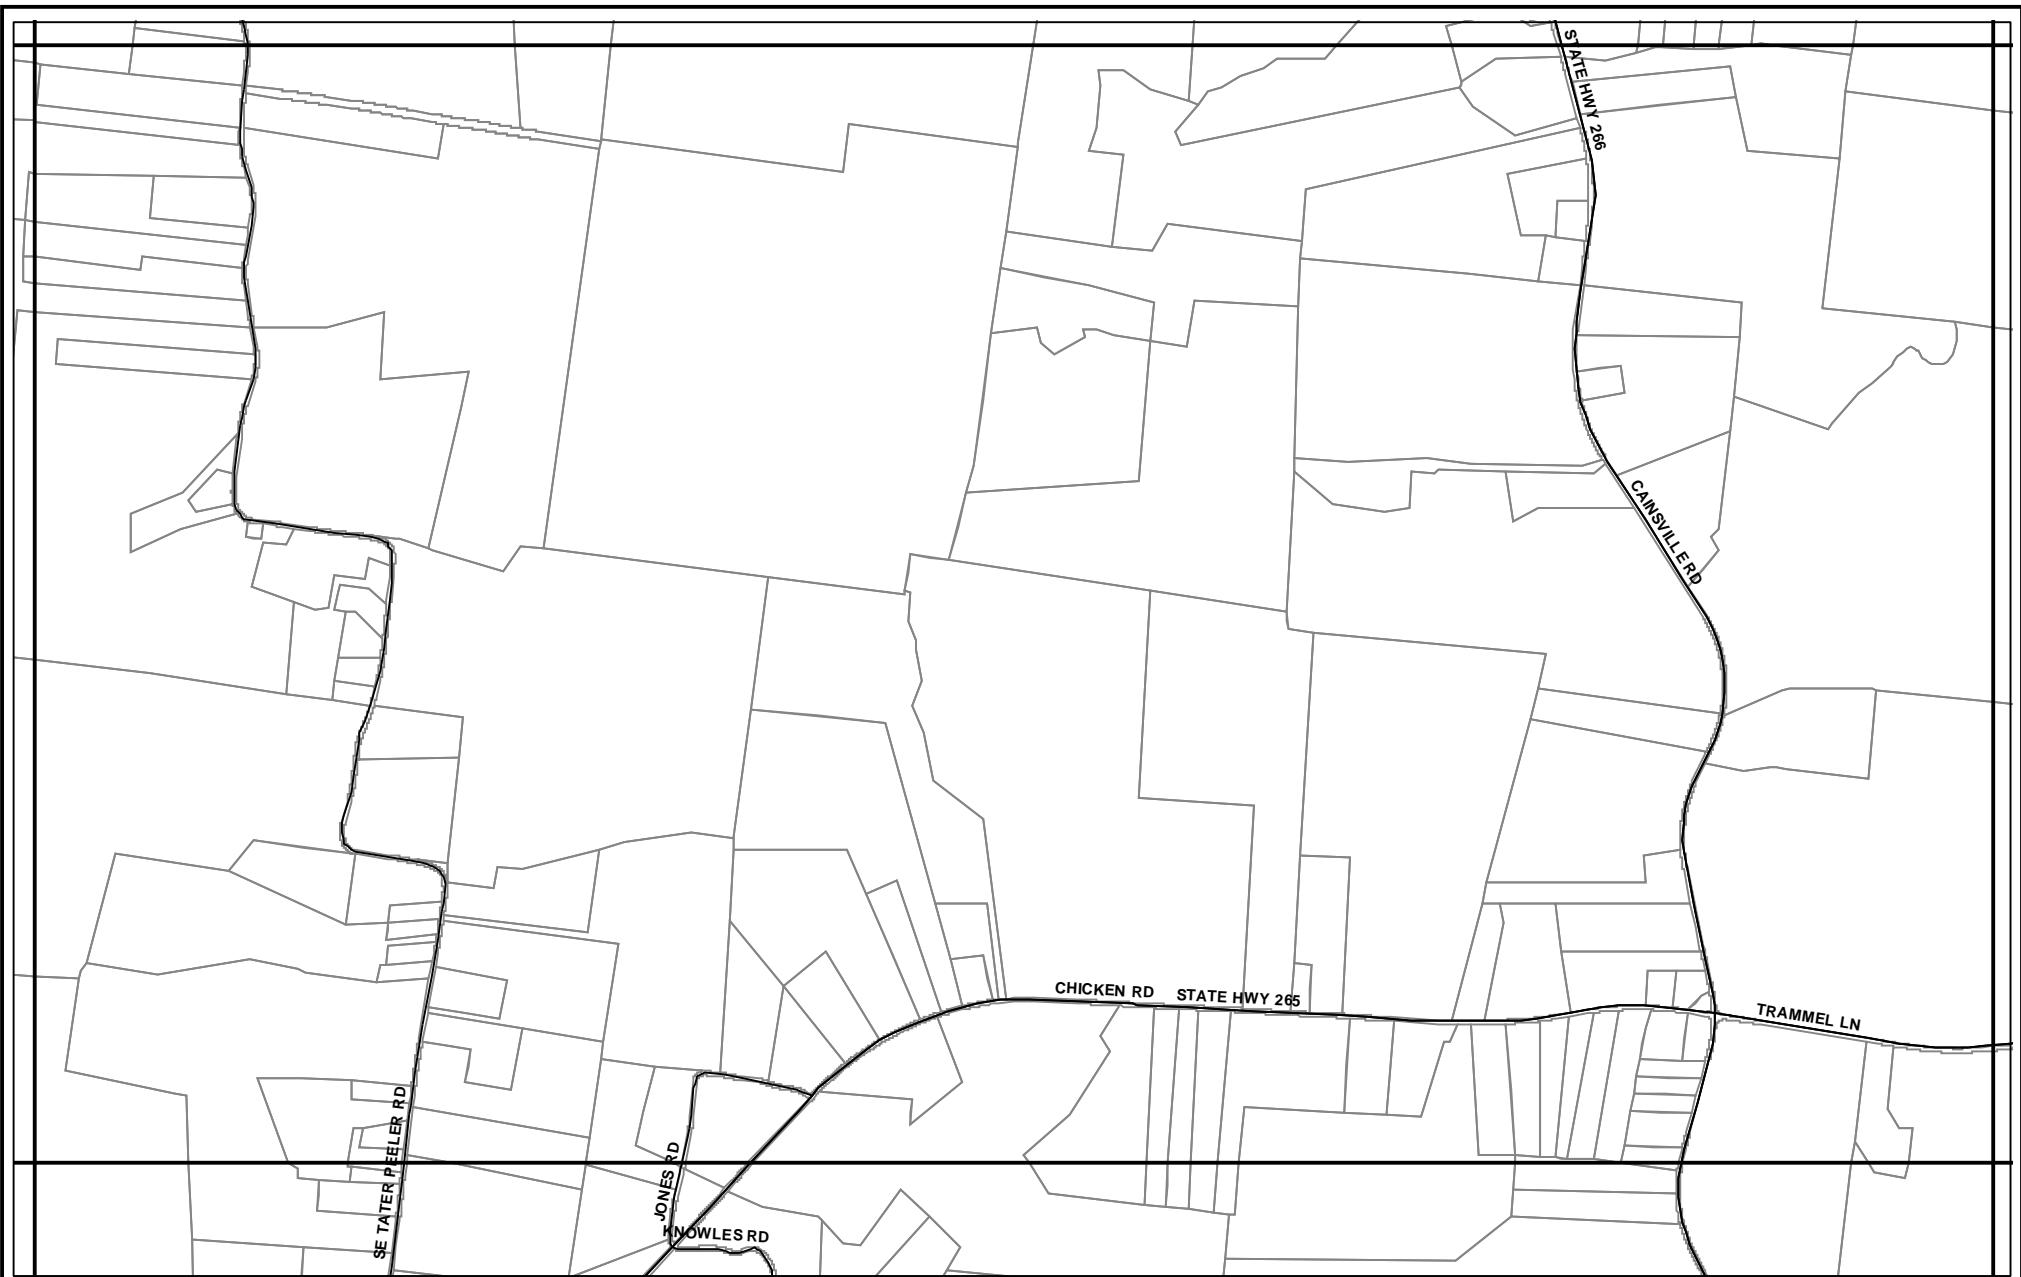 STATE HWY 266
CAINSVILLE RD
CHICKEN RD
STATE HWY 265
TRAMMEL LN
SE TATER PEELER RD
JONES RD
KNOWLES RD